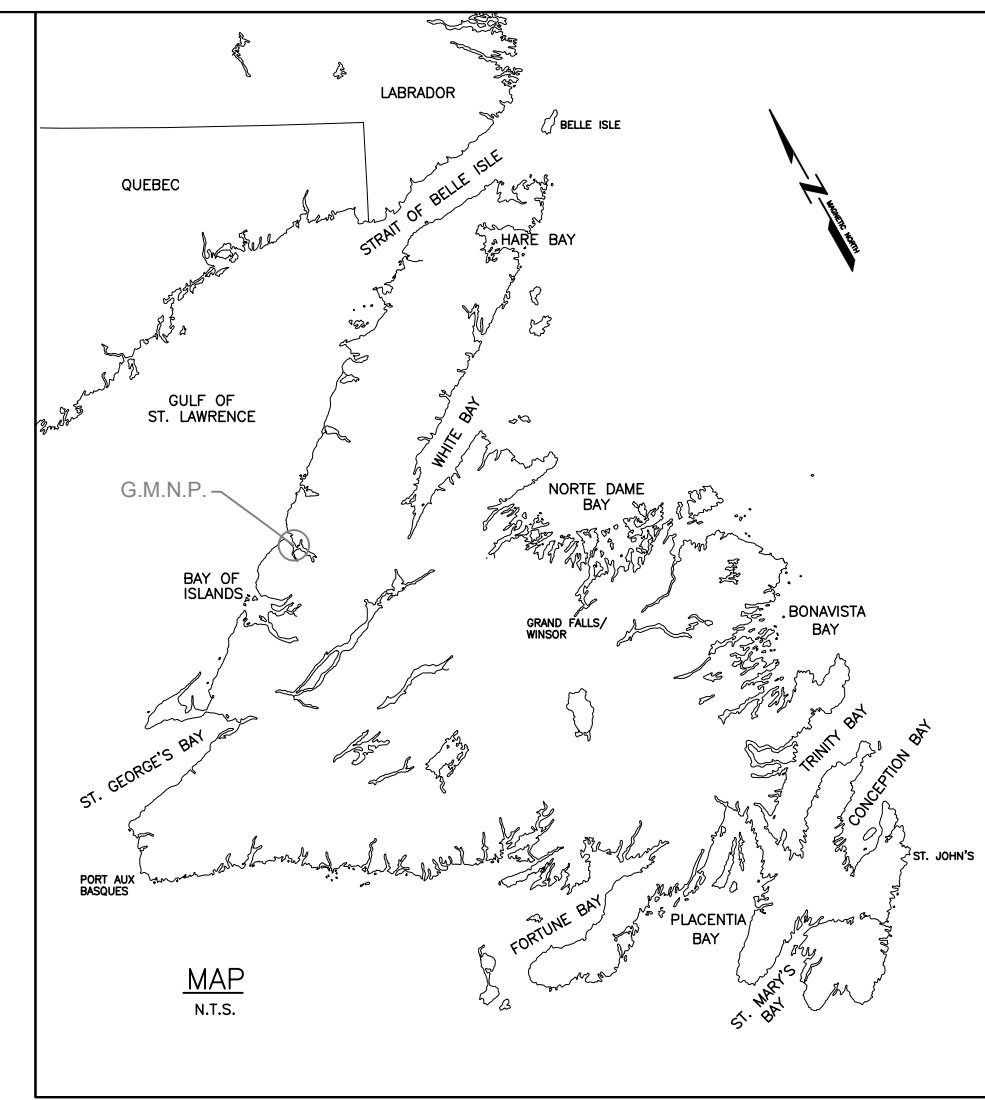 LABRADOR
BELLE ISLE
QUEBEC
STRAIT OF BELLE ISLE
N
MAGNETIC NORTH
HARE BAY
GULF OF
ST. LAWRENCE
WHITE BAY
G.M.N.P.
NORTE DAME
BAY
BAY OF
ISLANDS
GRAND FALLS/
WINSOR
BONAVISTA
BAY
ST. GEORGE'S BAY
TRINITY BAY
CONCEPTION BAY
ST. JOHN'S
PORT AUX
BASQUES
FORTUNE BAY
PLACENTIA
BAY
ST. MARY'S
BAY
MAP
N.T.S.